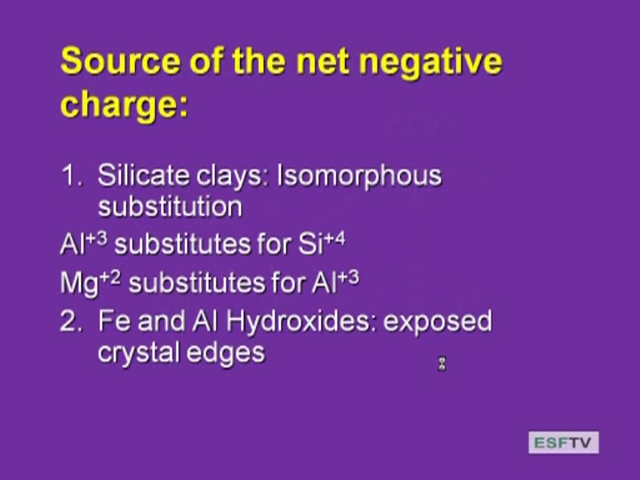 Source of the net negative
charge:
1. Silicate clays: Isomorphous
substitution
Al+3 substitutes for Si+4
Mg+2 substitutes for Al+3
2. Fe and Al Hydroxides: exposed
crystal edges
ESFTV